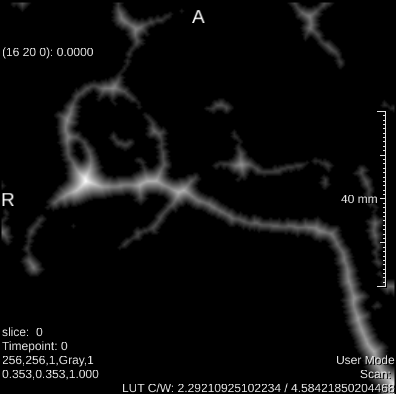 A
(16 20 0): 0.0000
R
40 mm
slice: 0
Timepoint: 0
256,256,1,Gray,1
User Mode
0.353,0.353,1.000
Scan:
LUT C/W: 2.29210925102234 / 4.58421850204468